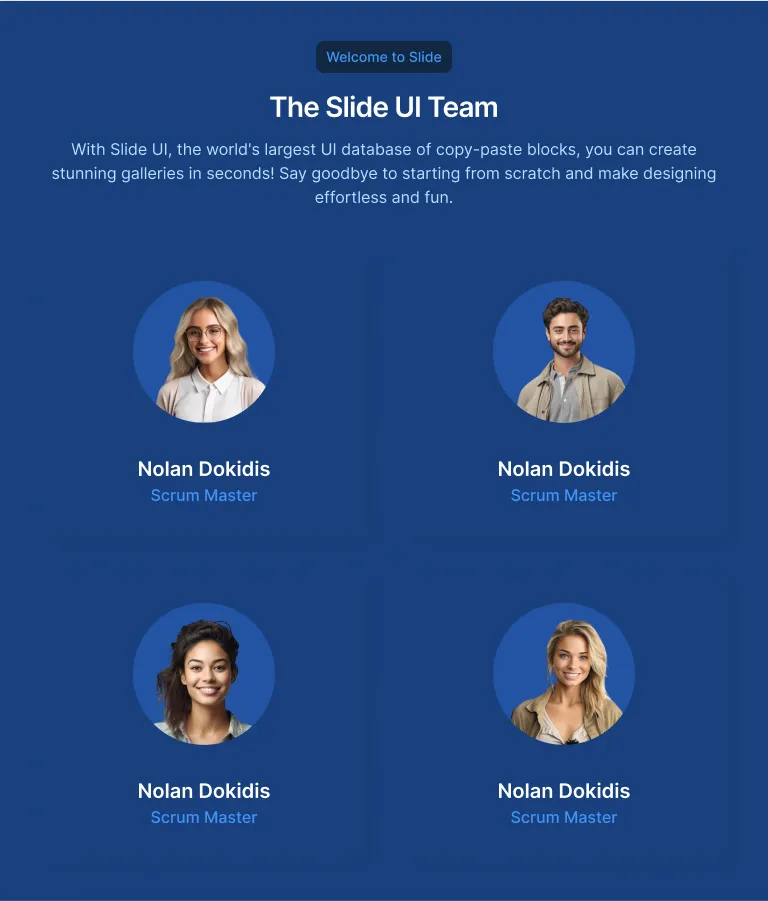 Welcome to Slide
The Slide UI Team
With Slide UI, the world's largest UI database of copy-paste blocks, you can create
stunning galleries in seconds! Say goodbye to starting from scratch and make designing
effortless and fun.
Nolan Dokidis
Scrum Master
Nolan Dokidis
Scrum Master
Nolan Dokidis
Scrum Master
Nolan Dokidis
Scrum Master